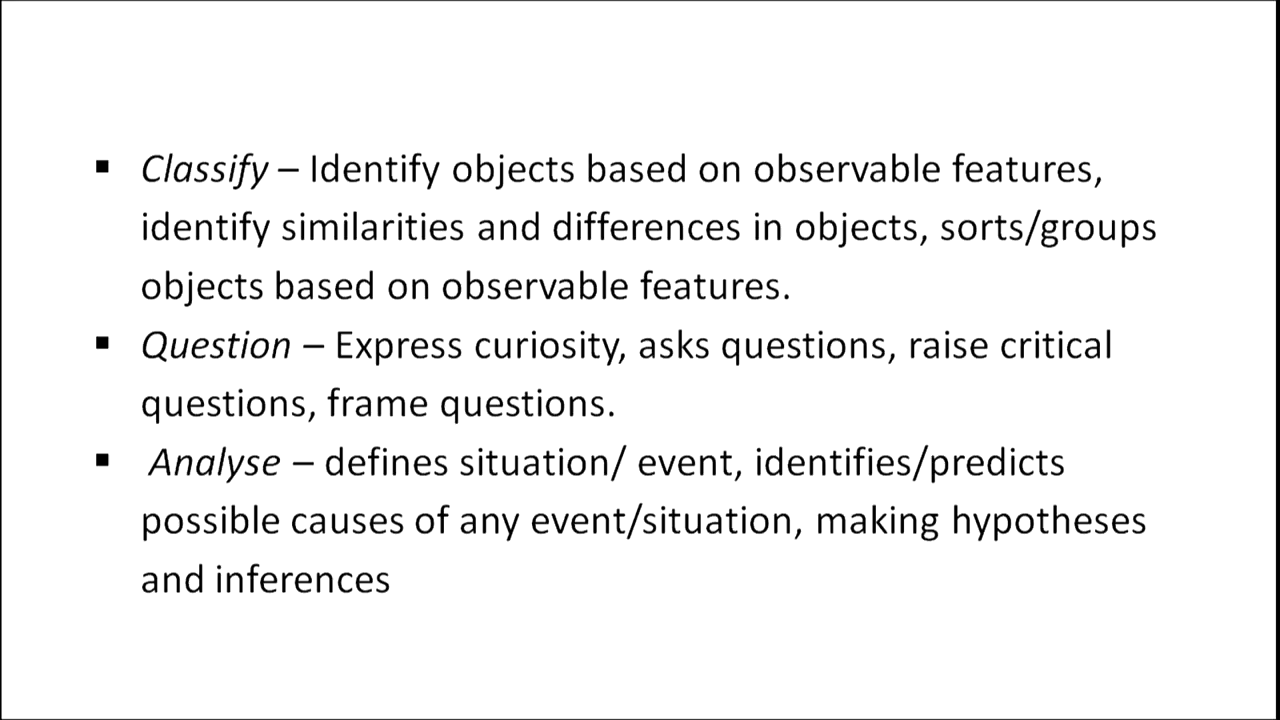 ▪ Classify – Identify objects based on observable features,
identify similarities and differences in objects, sorts/groups
objects based on observable features.
▪ Question – Express curiosity, asks questions, raise critical
questions, frame questions.
▪ Analyse – defines situation/ event, identifies/predicts
possible causes of any event/situation, making hypotheses
and inferences